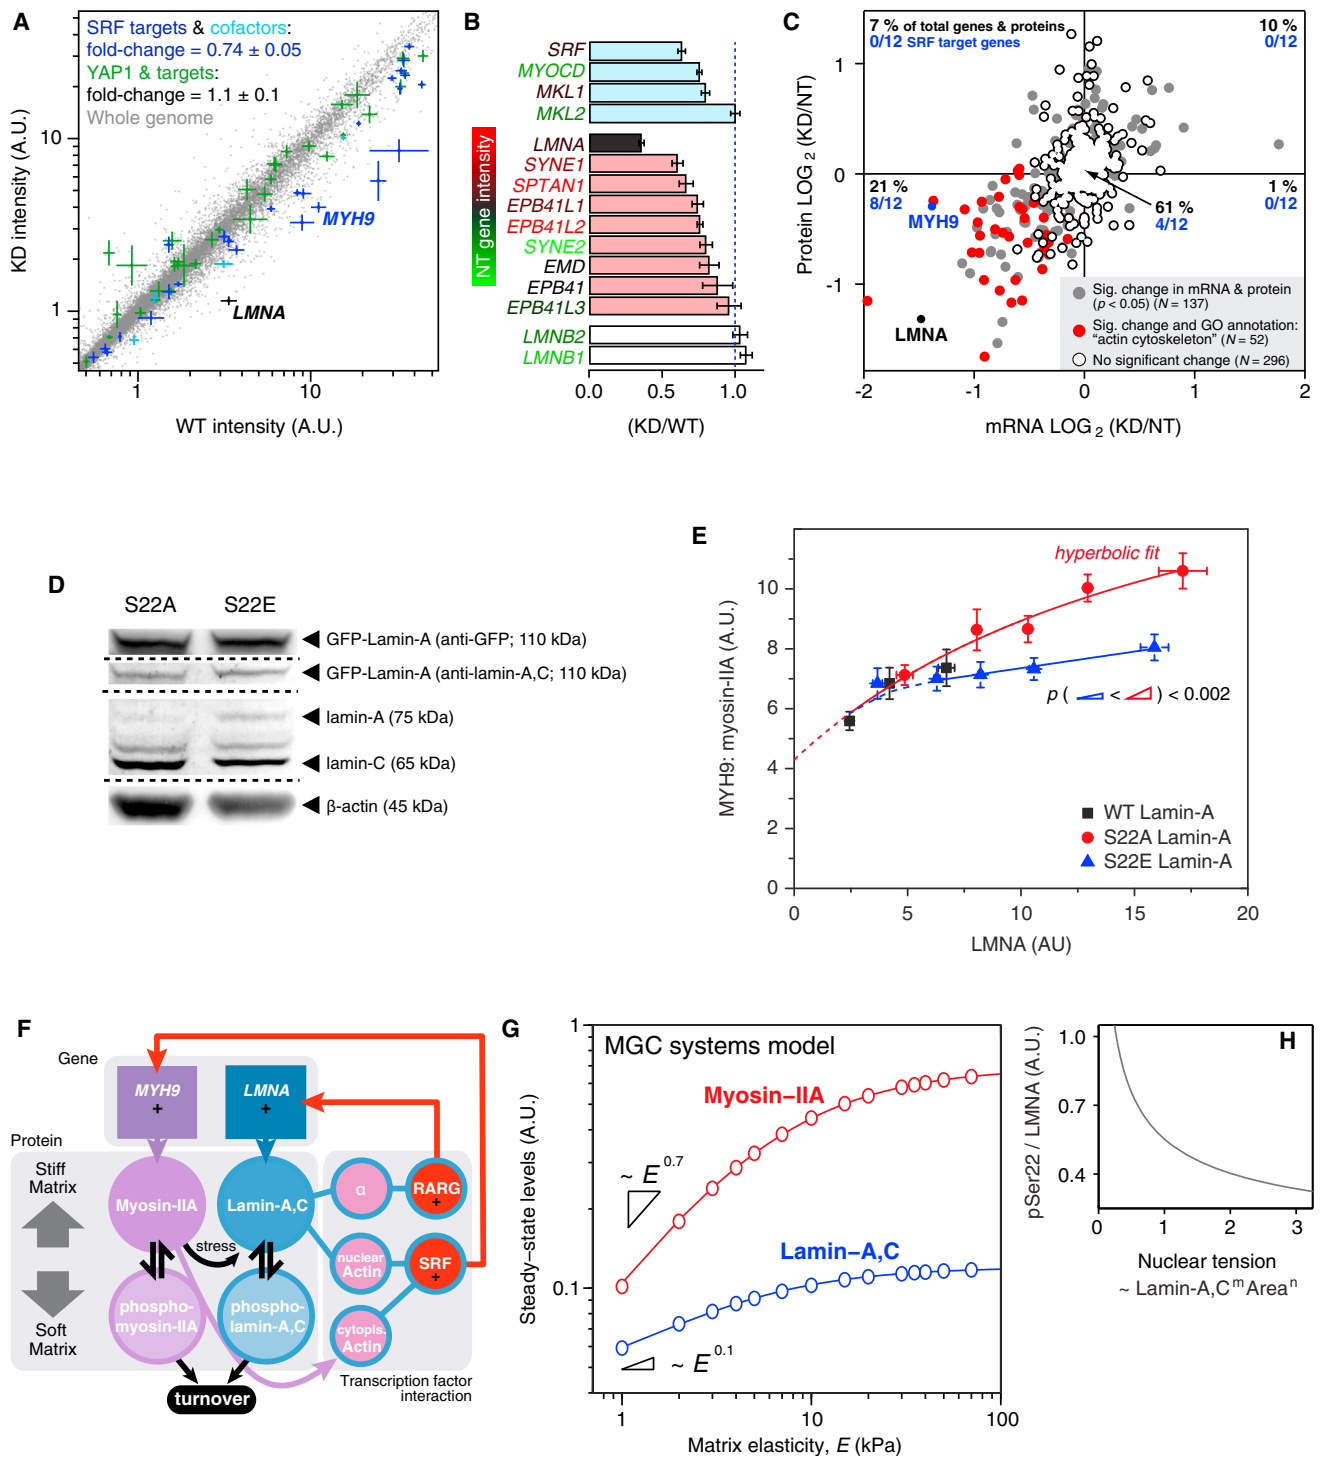 A
SRF targets & cofactors:
fold-change = 0.74 ± 0.05
YAP1 & targets:
fold-change = 1.1 ± 0.1
Whole genome
MYH9
LMNA
KD intensity (A.U.)
10
1
1
10
WT intensity (A.U.)
B
SRF
MYOCD
MKL1
MKL2
LMNA
SYNE1
SPTAN1
EPB41L1
EPB41L2
SYNE2
EMD
EPB41
EPB41L3
LMNB2
LMNB1
NT gene intensity
0.0
0.5
1.0
(KD/WT)
C
7 % of total genes & proteins
0/12 SRF target genes
10 %
0/12
21 %
8/12
1 %
0/12
61 %
4/12
MYH9
LMNA
Sig. change in mRNA & protein
(p < 0.05) (N = 137)
Sig. change and GO annotation:
“actin cytoskeleton” (N = 52)
No significant change (N = 296)
Protein LOG2 (KD/NT)
1
0
-1
-2
-1
0
1
2
mRNA LOG2 (KD/NT)
D
S22A
S22E
GFP-Lamin-A (anti-GFP; 110 kDa)
GFP-Lamin-A (anti-lamin-A,C; 110 kDa)
lamin-A (75 kDa)
lamin-C (65 kDa)
β-actin (45 kDa)
E
hyperbolic fit
p ( < ) < 0.002
WT Lamin-A
S22A Lamin-A
S22E Lamin-A
MYH9: myosin-IIA (A.U.)
10
8
6
4
2
0
0
5
10
15
20
LMNA (AU)
F
Gene
MYH9
+
LMNA
+
Protein
Stiff
Matrix
Soft
Matrix
Myosin-IIA
Lamin-A,C
stress
phospho-
myosin-IIA
phospho-
lamin-A,C
turnover
α
RARG
+
nuclear
Actin
SRF
+
cytopls.
Actin
Transcription factor
interaction
G
MGC systems model
Myosin–IIA
~ E 0.7
Lamin–A,C
~ E 0.1
Steady–state levels (A.U.)
1
0.1
1
10
100
Matrix elasticity, E (kPa)
H
pSer22 / LMNA (A.U.)
1.0
0.7
0.4
0
1
2
3
Nuclear tension
~ Lamin-A,CmArean